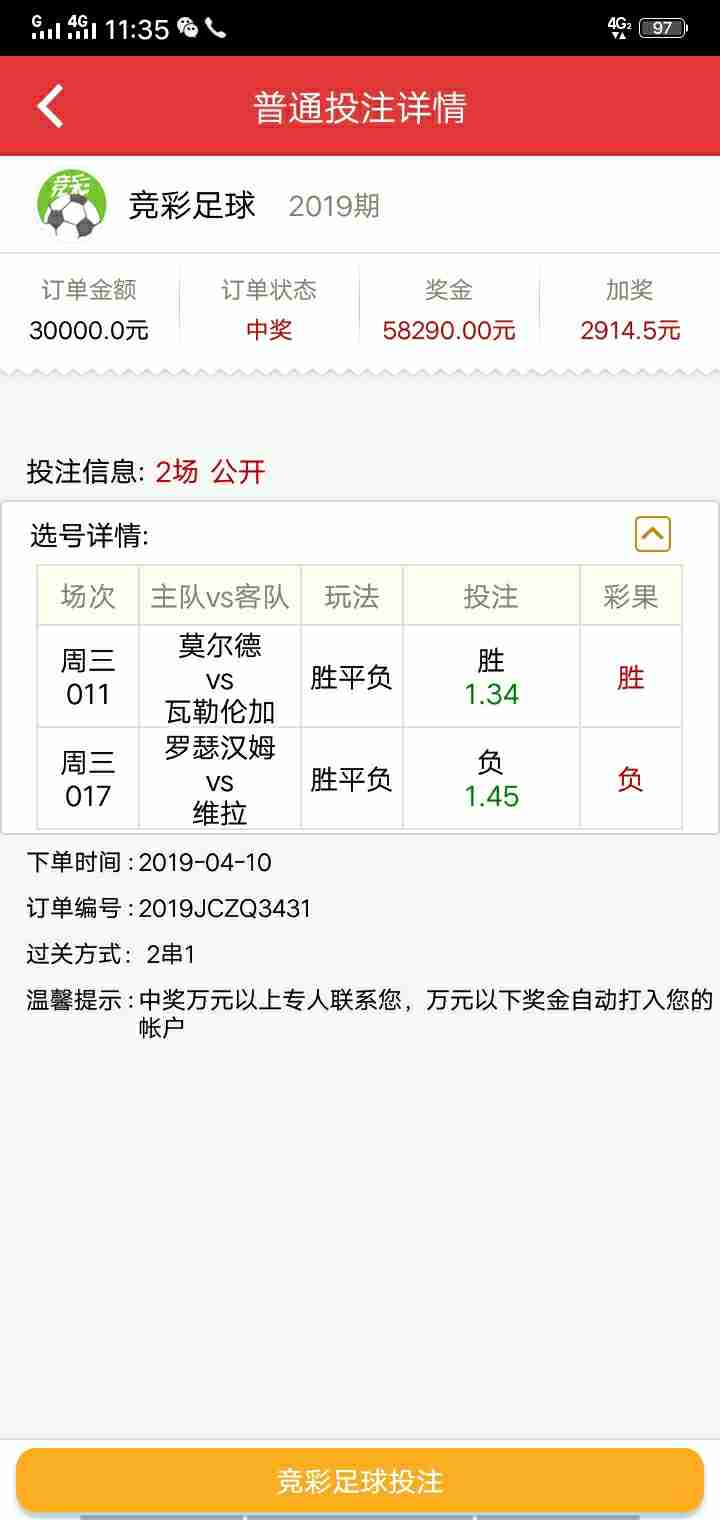 G 4G 11:35 4G2 97
普通投注详情
竞彩 竞彩足球 2019期
订单金额 订单状态 奖金 加奖
30000.0元 中奖 58290.00元 2914.5元
投注信息: 2场 公开
选号详情:
场次 主队vs客队 玩法 投注 彩果
周三 011 莫尔德 vs 瓦勒伦加 胜平负 胜 1.34 胜
周三 017 罗瑟汉姆 vs 维拉 胜平负 负 1.45 负
下单时间:2019-04-10
订单编号:2019JCZQ3431
过关方式: 2串1
温馨提示:中奖万元以上专人联系您，万元以下奖金自动打入您的
帐户
竞彩足球投注